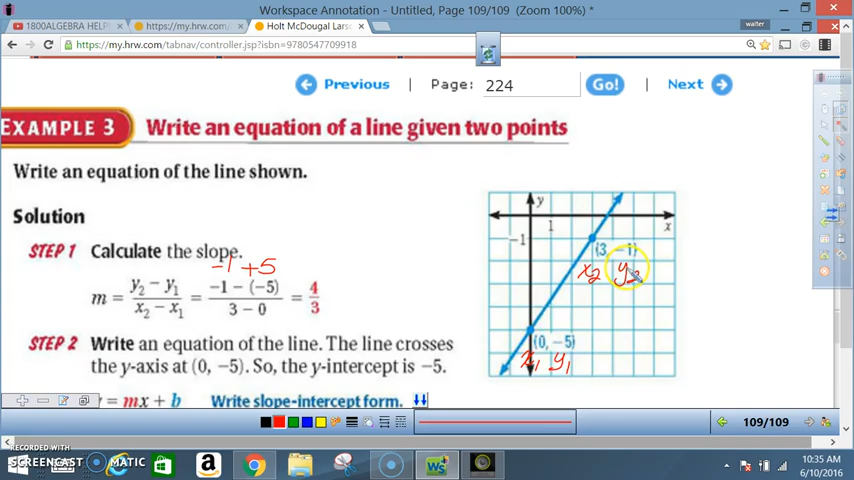 Workspace Annotation - Untitled, Page 109/109 (Zoom 100%) *
1800ALGEBRA HELP
https://my.hrw.com/tabn
Holt McDougal Lars
walter
https://my.hrw.com/tabnav/controller.jsp?isbn=9780547709918
Previous | Page: 224 Go! | Next
EXAMPLE 3 Write an equation of a line given two points
Write an equation of the line shown.
Solution
STEP 1 Calculate the slope.
-1 +5
m = y2 − y1 / x2 − x1 = −1 − (−5) / 3 − 0 = 4 / 3
STEP 2 Write an equation of the line. The line crosses
the y-axis at (0, −5). So, the y-intercept is −5.
= mx + b Write slope-intercept form.
y
1
x
−1
(3, −1)
x2 y2
(0, −5)
x1 y1
109/109
SCREENCAST MATIC
10:35 AM
6/10/2016